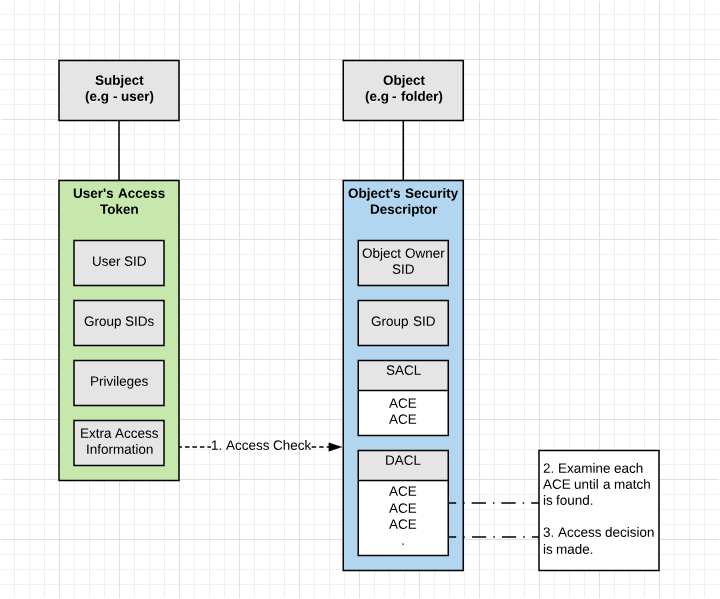 Subject
(e.g - user)
Object
(e.g - folder)
User's Access
Token
User SID
Group SIDs
Privileges
Extra Access
Information
1. Access Check
Object's Security
Descriptor
Object Owner
SID
Group SID
SACL
ACE
ACE
DACL
ACE
ACE
ACE
.
2. Examine each
ACE until a match
is found.
3. Access decision
is made.